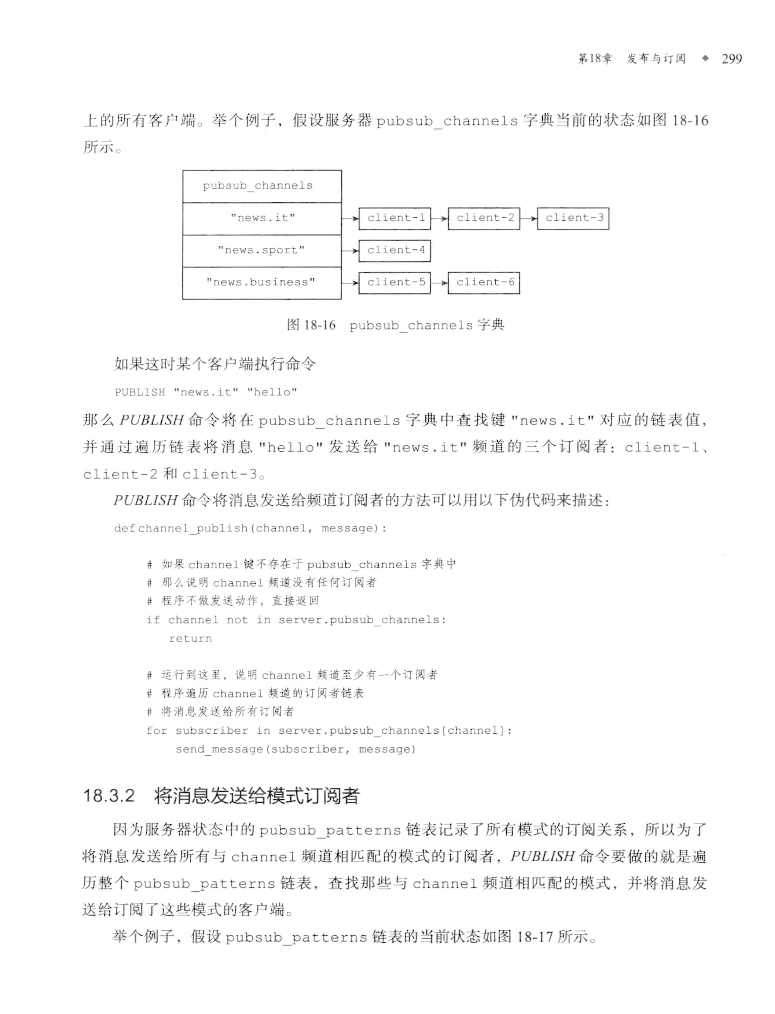 第18章 发布与订阅 ◆ 299
上的所有客户端。举个例子，假设服务器 pubsub_channels 字典当前的状态如图 18-16
所示。
pubsub_channels
"news.it" client-1 client-2 client-3
"news.sport" client-4
"news.business" client-5 client-6
图 18-16 pubsub_channels 字典
如果这时某个客户端执行命令
PUBLISH "news.it" "hello"
那么 PUBLISH 命令将在 pubsub_channels 字典中查找键 "news.it" 对应的链表值，
并通过遍历链表将消息 "hello" 发送给 "news.it" 频道的三个订阅者：client-1、
client-2 和 client-3。
PUBLISH 命令将消息发送给频道订阅者的方法可以用以下伪代码来描述：
def channel_publish(channel, message):
# 如果 channel 键不存在于 pubsub_channels 字典中
# 那么说明 channel 频道没有任何订阅者
# 程序不做发送动作，直接返回
if channel not in server.pubsub_channels:
return
# 运行到这里，说明 channel 频道至少有一个订阅者
# 程序遍历 channel 频道的订阅者链表
# 将消息发送给所有订阅者
for subscriber in server.pubsub_channels[channel]:
send_message(subscriber, message)
18.3.2 将消息发送给模式订阅者
因为服务器状态中的 pubsub_patterns 链表记录了所有模式的订阅关系，所以为了
将消息发送给所有与 channel 频道相匹配的模式的订阅者，PUBLISH 命令要做的就是遍
历整个 pubsub_patterns 链表，查找那些与 channel 频道相匹配的模式，并将消息发
送给订阅了这些模式的客户端。
举个例子，假设 pubsub_patterns 链表的当前状态如图 18-17 所示。